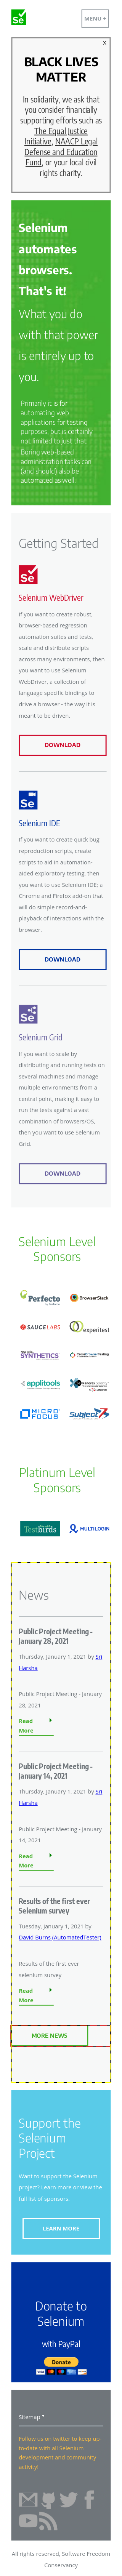 Se
MENU +
x
BLACK LIVES
MATTER
In solidarity, we ask that
you consider financially
supporting efforts such as
The Equal Justice
Initiative, NAACP Legal
Defense and Education
Fund, or your local civil
rights charity.
Selenium
automates
browsers.
That's it!
What you do
with that power
is entirely up to
you.
Primarily it is for
automating web
applications for testing
purposes, but is certainly
not limited to just that.
Boring web-based
administration tasks can
(and should) also be
automated as well.
Getting Started
Se
Selenium WebDriver
If you want to create robust,
browser-based regression
automation suites and tests,
scale and distribute scripts
across many environments, then
you want to use Selenium
WebDriver, a collection of
language specific bindings to
drive a browser - the way it is
meant to be driven.
DOWNLOAD
Se
Selenium IDE
If you want to create quick bug
reproduction scripts, create
scripts to aid in automation-
aided exploratory testing, then
you want to use Selenium IDE; a
Chrome and Firefox add-on that
will do simple record-and-
playback of interactions with the
browser.
DOWNLOAD
Se
Selenium Grid
If you want to scale by
distributing and running tests on
several machines and manage
multiple environments from a
central point, making it easy to
run the tests against a vast
combination of browsers/OS,
then you want to use Selenium
Grid.
DOWNLOAD
Selenium Level
Sponsors
Perfecto
BrowserStack
SAUCELABS
experitest
SYNTHETICS
CrossBrowserTesting
applitools
MICRO
FOCUS
Subject7
Platinum Level
Sponsors
Testbirds
MULTILOGIN
News
Public Project Meeting -
January 28, 2021
Thursday, January 1, 2021 by Sri
Harsha
Public Project Meeting - January
28, 2021
Read
More
Public Project Meeting -
January 14, 2021
Thursday, January 1, 2021 by Sri
Harsha
Public Project Meeting - January
14, 2021
Read
More
Results of the first ever
Selenium survey
Tuesday, January 1, 2021 by
David Burns (AutomatedTester)
Results of the first ever
selenium survey
Read
More
MORE NEWS
Support the
Selenium
Project
Want to support the Selenium
project? Learn more or view the
full list of sponsors.
LEARN MORE
Donate to
Selenium
with PayPal
Donate
Sitemap
Follow us on twitter to keep up-
to-date with all Selenium
development and community
activity!
All rights reserved, Software Freedom
Conservancy